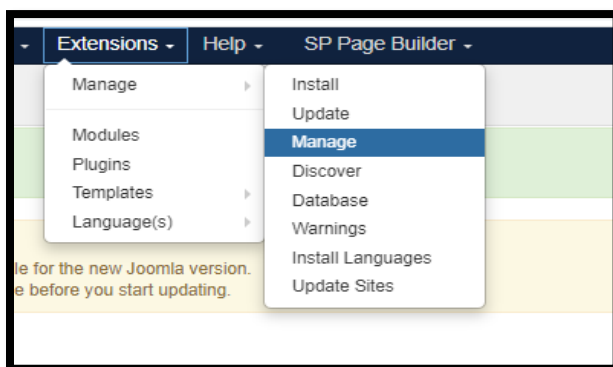 Extensions Help SP Page Builder
Manage
Modules
Plugins
Templates
Language(s)
Install
Update
Manage
Discover
Database
Warnings
Install Languages
Update Sites
le for the new Joomla version.
e before you start updating.